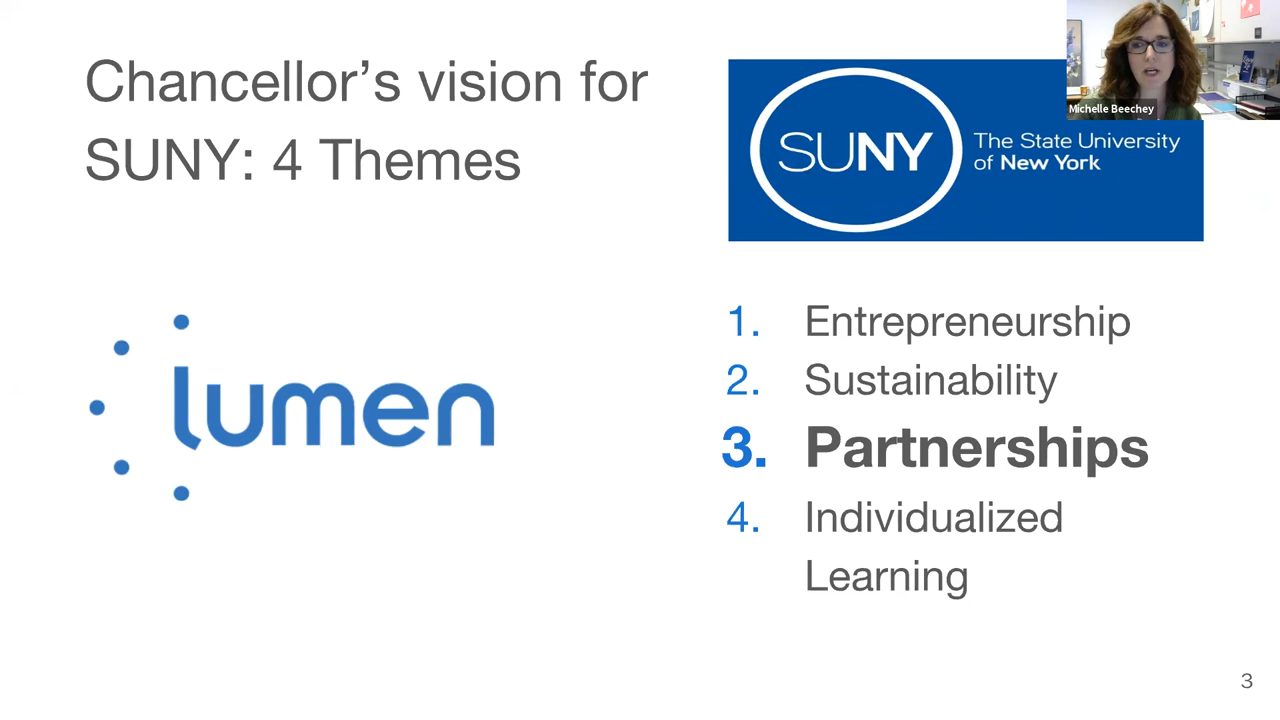 Chancellor's vision for
SUNY: 4 Themes
SUNY
The State University
of New York
Michelle Beechey
lumen
1. Entrepreneurship
2. Sustainability
3. Partnerships
4. Individualized
Learning
3